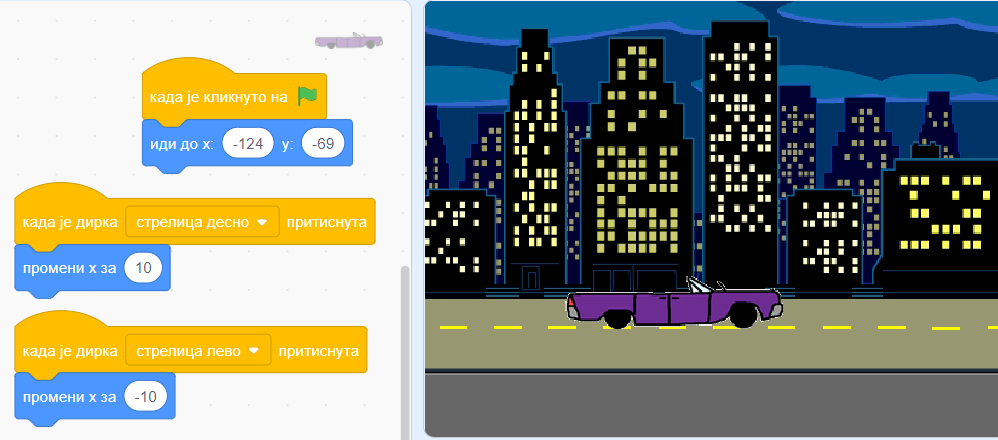 када је кликнуто на
иди до x: -124 y: -69
када је дирка стрелица десно притиснута
промени x за 10
када је дирка стрелица лево притиснута
промени x за -10